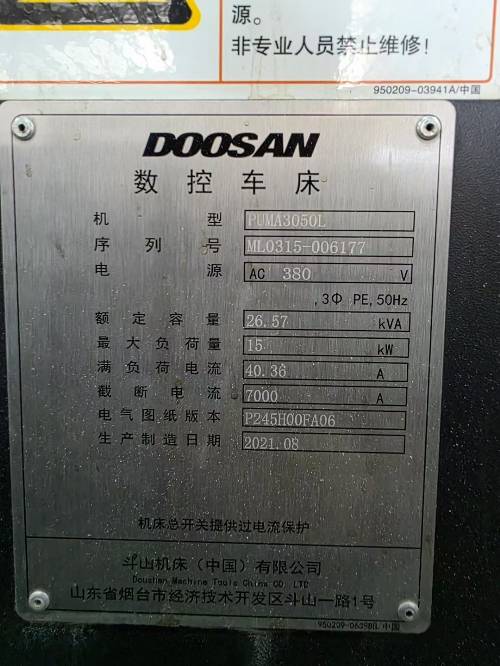 源。
非专业人员禁止维修！
950209-03941A/中国
DOOSAN
数控车床
机型 PUMA3050L
序列号 ML0315-006177
电源 AC 380 V
,3Φ PE,50Hz
额定容量 26.57 kVA
最大负荷量 15 kW
满负荷电流 40.36 A
截断电流 7000 A
电气图纸版本 P245H00FA06
生产制造日期 2021.08
机床总开关提供过电流保护
斗山机床（中国）有限公司
Machine Tools China CO. LTD
山东省烟台市经济技术开发区斗山一路1号
中国